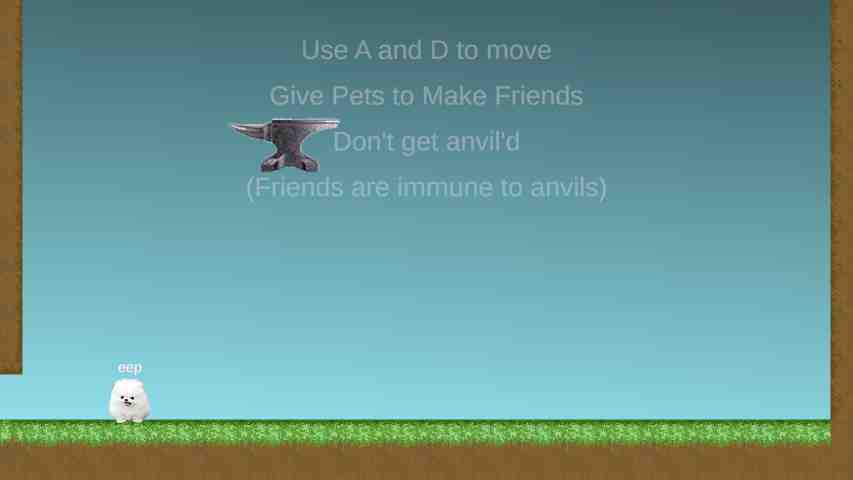 Use A and D to move
Give Pets to Make Friends
Don't get anvil'd
(Friends are immune to anvils)
eep